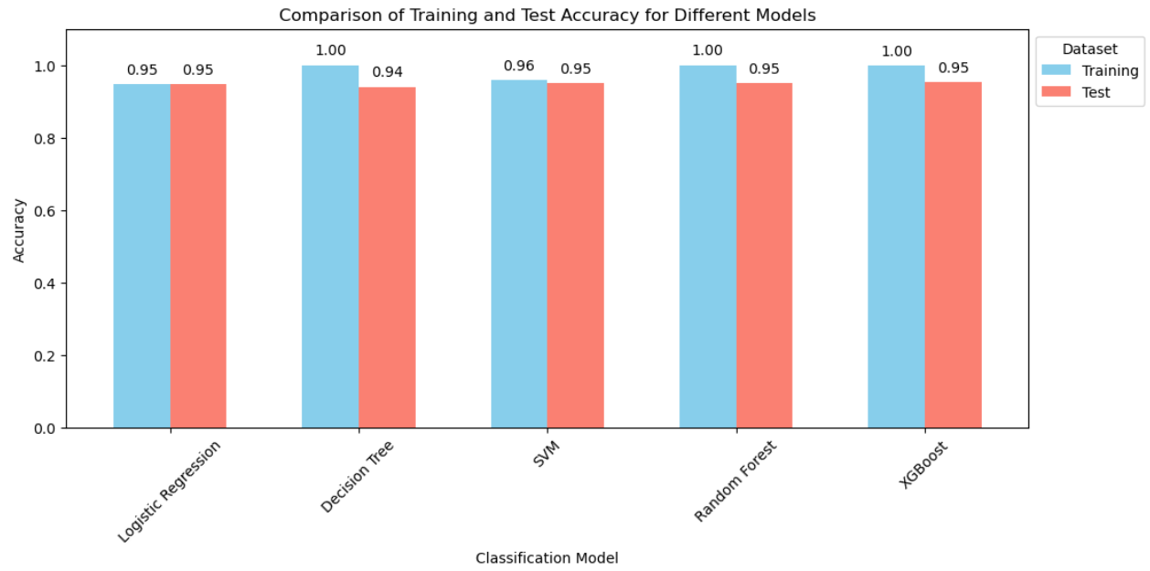 Comparison of Training and Test Accuracy for Different Models
Dataset
Training
Test
Accuracy
1.0
0.8
0.6
0.4
0.2
0.0
0.95
0.95
1.00
0.94
0.96
0.95
1.00
0.95
1.00
0.95
Logistic Regression
Decision Tree
SVM
Random Forest
XGBoost
Classification Model